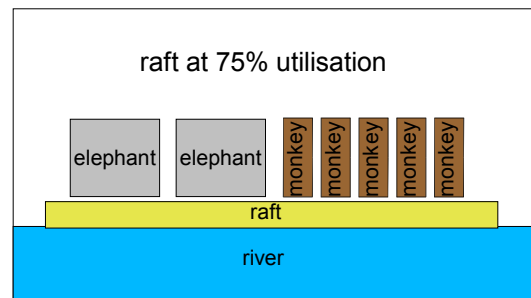 raft at 75% utilisation
elephant
elephant
monkey
monkey
monkey
monkey
monkey
raft
river